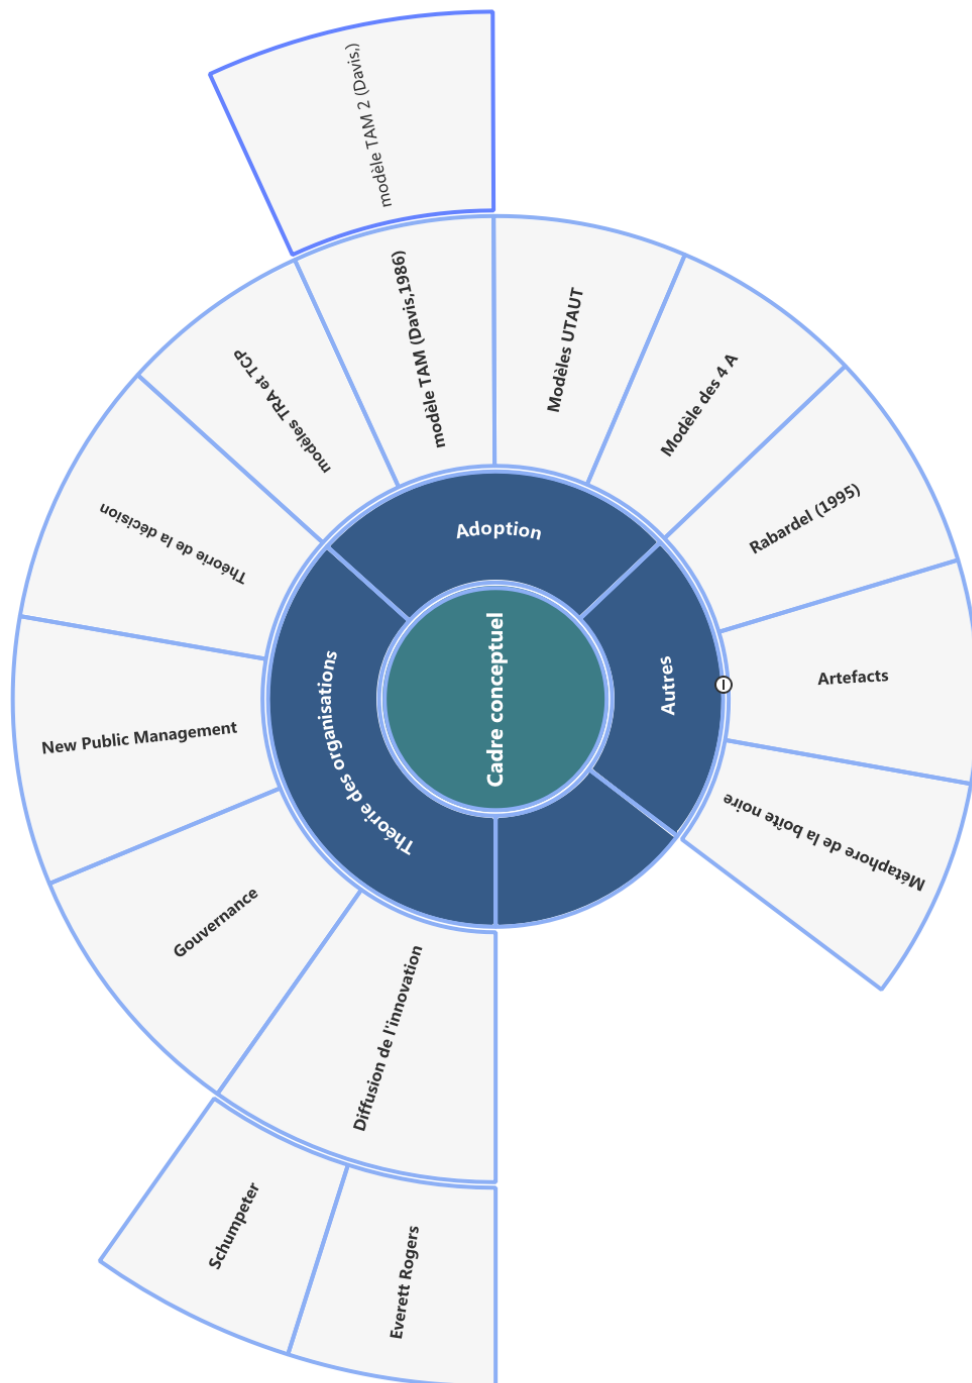 Cadre conceptuel
Adoption
modèles TRA et TCP
modèle TAM (Davis,1986)
modèle TAM 2 (Davis,)
Modèles UTAUT
Modèle des 4 A
Autres
Rabardel (1995)
Artefacts
Métaphore de la boîte noire
Théorie des organisations
Diffusion de l'innovation
Everett Rogers
Schumpeter
Gouvernance
New Public Management
Théorie de la décision